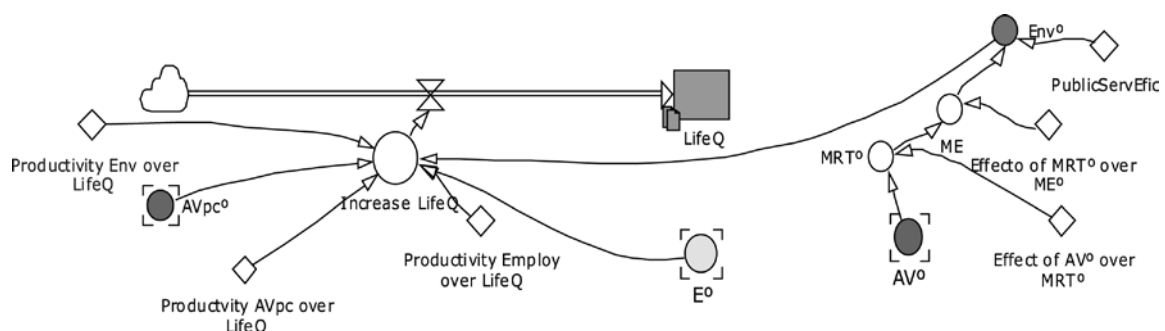 Envº
PublicServEfic
LifeQ
Productivity Env over
LifeQ
MRTº
ME
Effecto of MRTº over
MEº
AVpcº
Increase LifeQ
Productivity Employ
over LifeQ
Eº
AVº
Effect of AVº over
MRTº
Productvity AVpc over
LifeQ